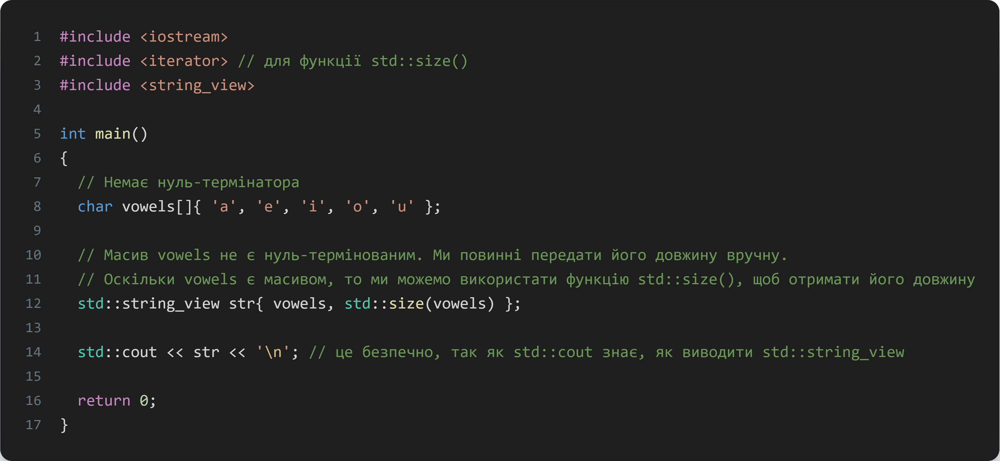 1 #include <iostream>
2 #include <iterator> // для функції std::size()
3 #include <string_view>
4
5 int main()
6 {
7 // Немає нуль-термінатора
8 char vowels[]{ 'a', 'e', 'i', 'o', 'u' };
9
10 // Масив vowels не є нуль-термінованим. Ми повинні передати його довжину вручну.
11 // Оскільки vowels є масивом, то ми можемо використати функцію std::size(), щоб отримати його довжину
12 std::string_view str{ vowels, std::size(vowels) };
13
14 std::cout << str << '\n'; // це безпечно, так як std::cout знає, як виводити std::string_view
15
16 return 0;
17 }